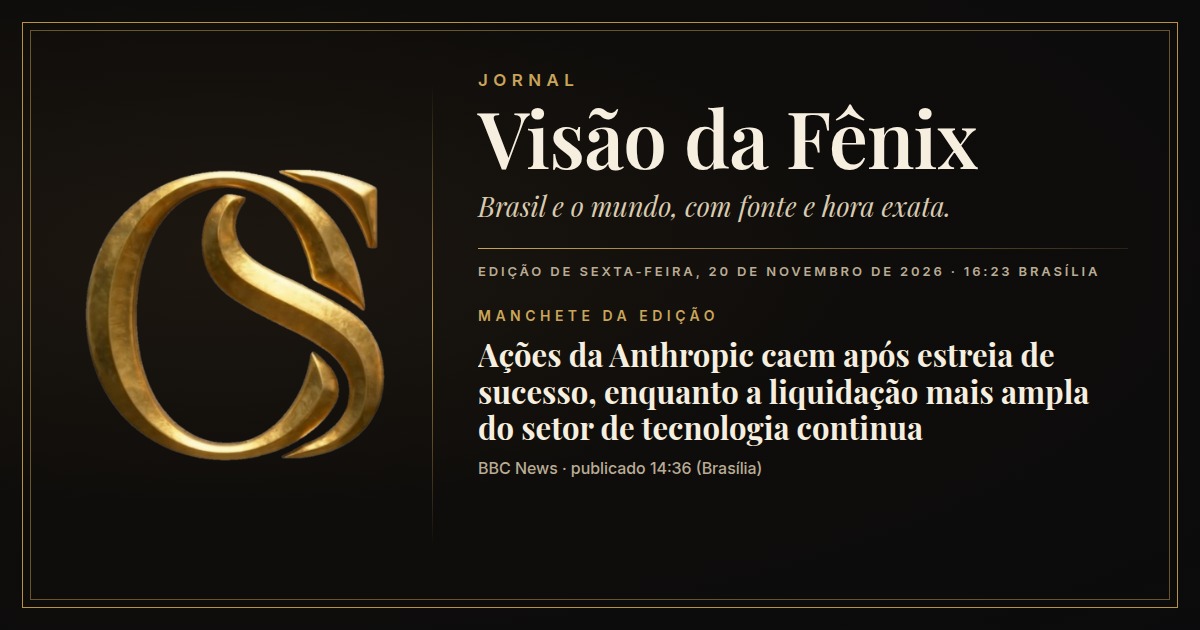 JORNAL
Visão da Fênix
Brasil e o mundo, com fonte e hora exata.
EDIÇÃO DE SEXTA-FEIRA, 20 DE NOVEMBRO DE 2026 · 16:23 BRASÍLIA
MANCHETE DA EDIÇÃO
Ações da Anthropic caem após estreia de
sucesso, enquanto a liquidação mais ampla
do setor de tecnologia continua
BBC News · publicado 14:36 (Brasília)